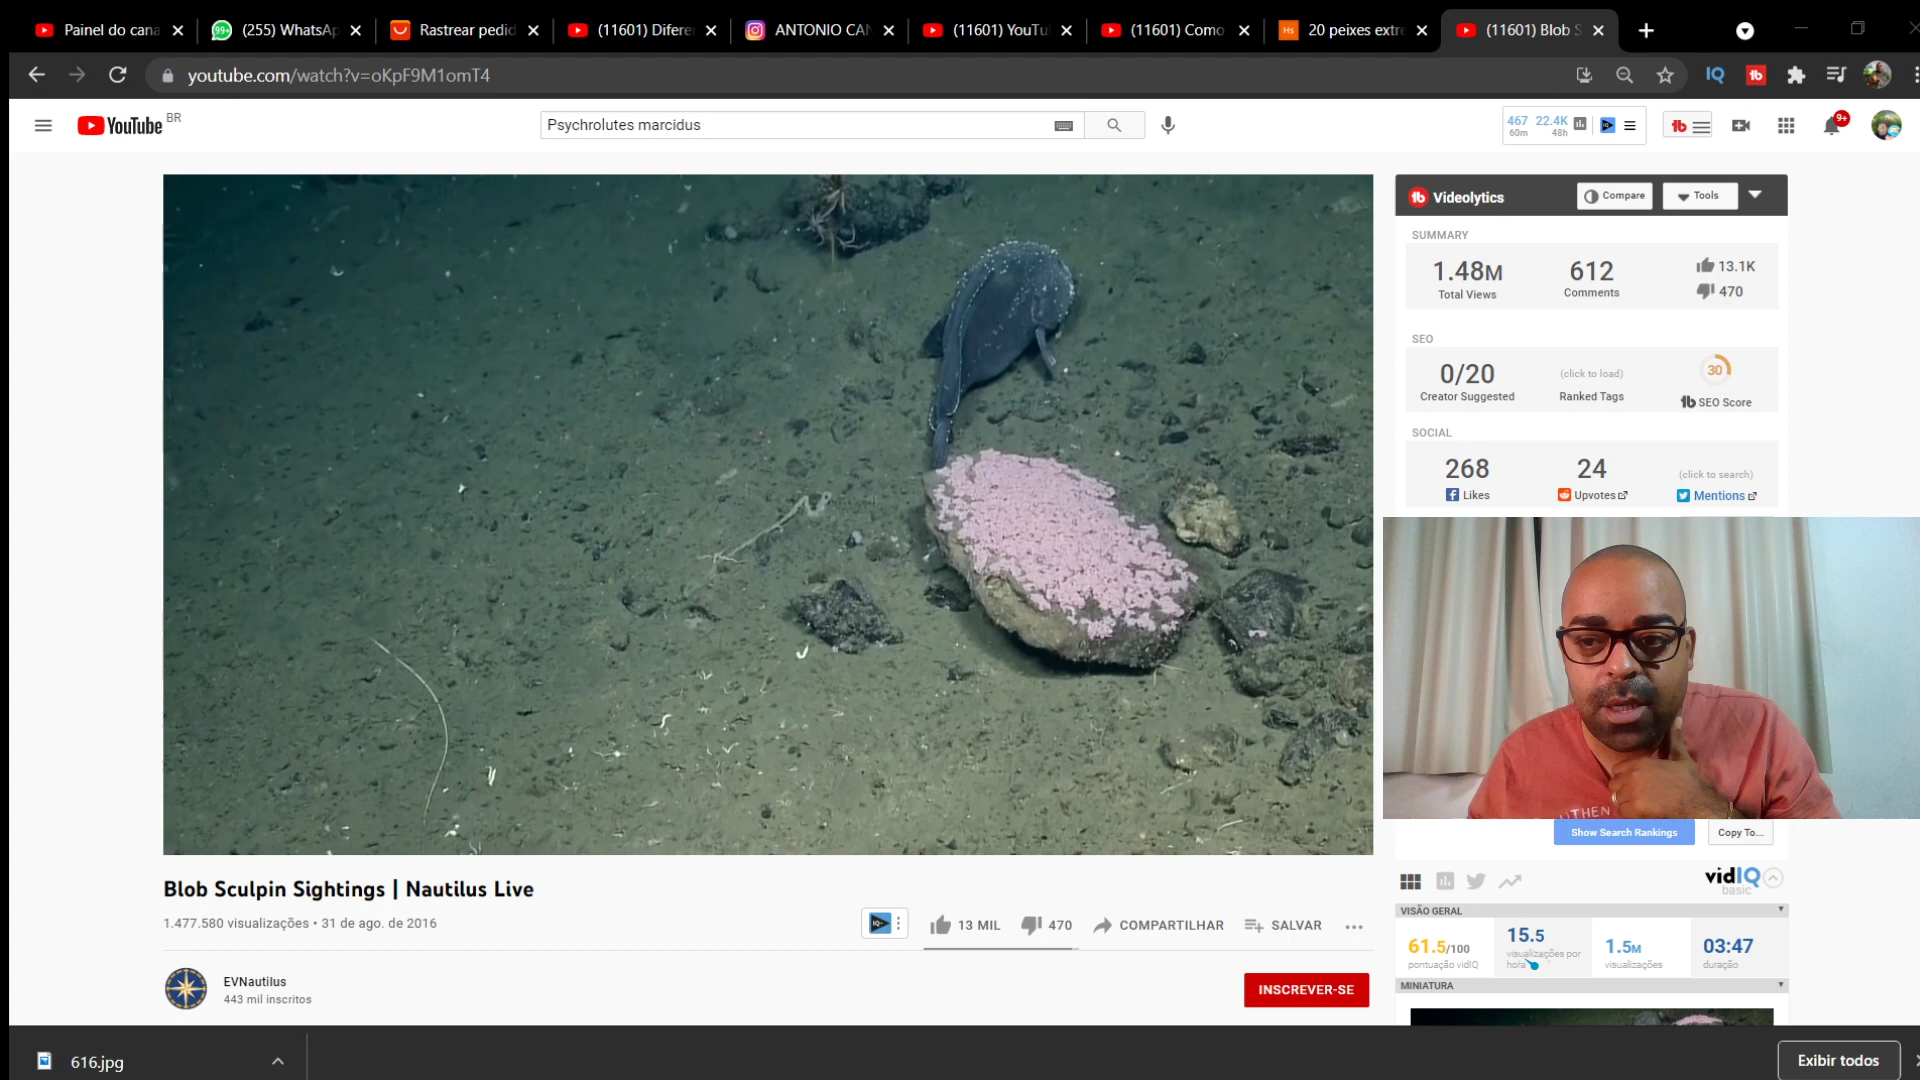 Painel do cana
(255) WhatsAp
Rastrear pedid
(11601) Difere
ANTONIO CAN
(11601) YouTu
(11601) Como
20 peixes extre
(11601) Blob S
youtube.com/watch?v=oKpF9M1omT4
YouTube BR
Psychrolutes marcidus
467 22.4K
60m 48h
9+
Videolytics
Compare
Tools
SUMMARY
1.48M
Total Views
612
Comments
13.1K
470
SEO
0/20
Creator Suggested
(click to load)
Ranked Tags
30
SEO Score
SOCIAL
268
Likes
24
Upvotes
(click to search)
Mentions
UTHEN
Show Search Rankings
Copy To...
Blob Sculpin Sightings | Nautilus Live
1.477.580 visualizações • 31 de ago. de 2016
13 MIL
470
COMPARTILHAR
SALVAR
EVNautilus
443 mil inscritos
INSCREVER-SE
vidIQ
basic
VISÃO GERAL
61.5/100
pontuação vidIQ
15.5
visualizações por
hora
1.5M
visualizações
03:47
duração
MINIATURA
616.jpg
Exibir todos